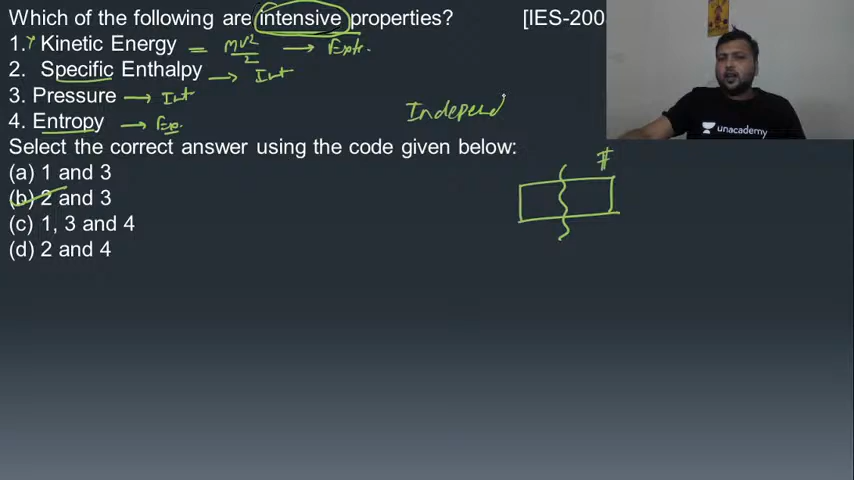 Which of the following are intensive properties? [IES-200
1. Kinetic Energy = mv²/2 → Extr.
2. Specific Enthalpy → Int
3. Pressure → Int
4. Entropy → Exp.
Independ
unacademy
#
Select the correct answer using the code given below:
(a) 1 and 3
(b) 2 and 3
(c) 1, 3 and 4
(d) 2 and 4